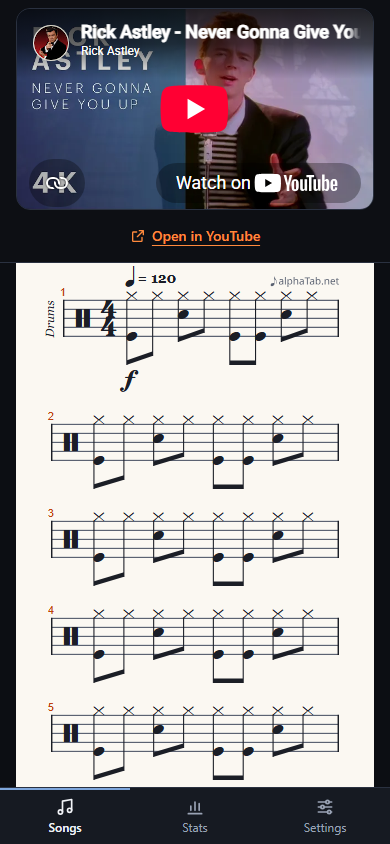 Rick Astley - Never Gonna Give You
Rick Astley
ASTLEY
NEVER GONNA
GIVE YOU UP
4K
Watch on YouTube
Open in YouTube
= 120
alphaTab.net
Drums
1
4
4
f
2
3
4
5
Songs
Stats
Settings